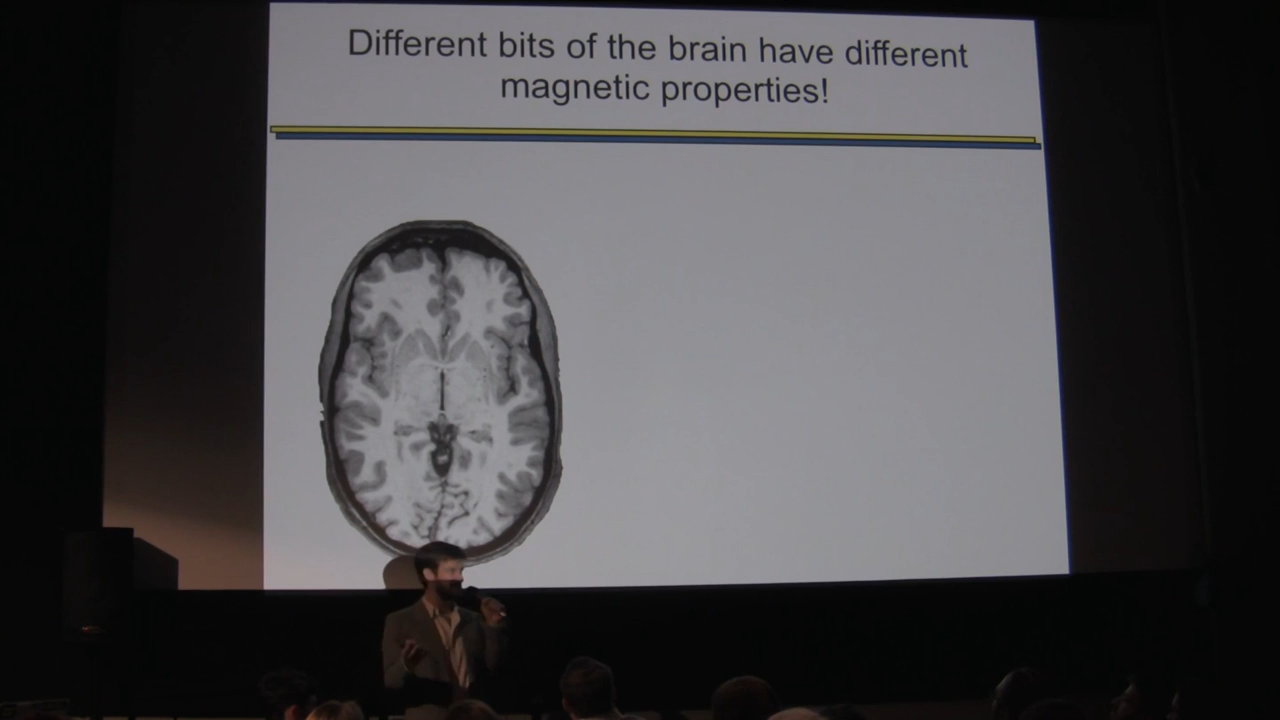 Different bits of the brain have different
magnetic properties!